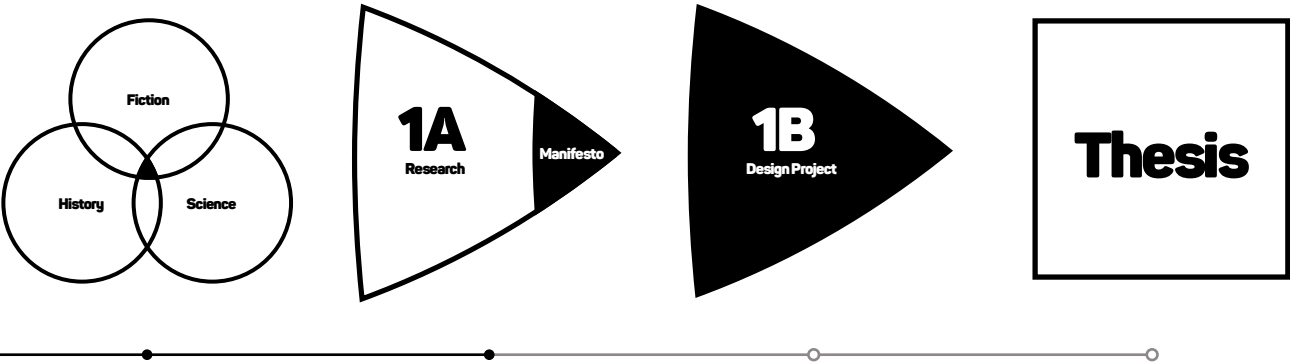 Fiction
History
Science
1A
Research
Manifesto
1B
Design Project
Thesis